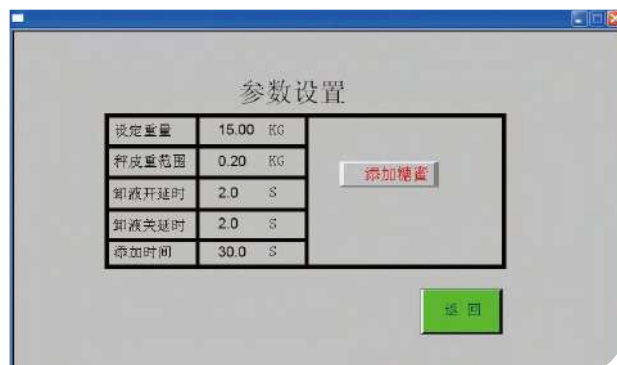 参数设置
设定重量 15.00 KG
秤皮重范围 0.20 KG
添加糖蜜
卸液开延时 2.0 S
卸液关延时 2.0 S
添加时间 30.0 S
返回